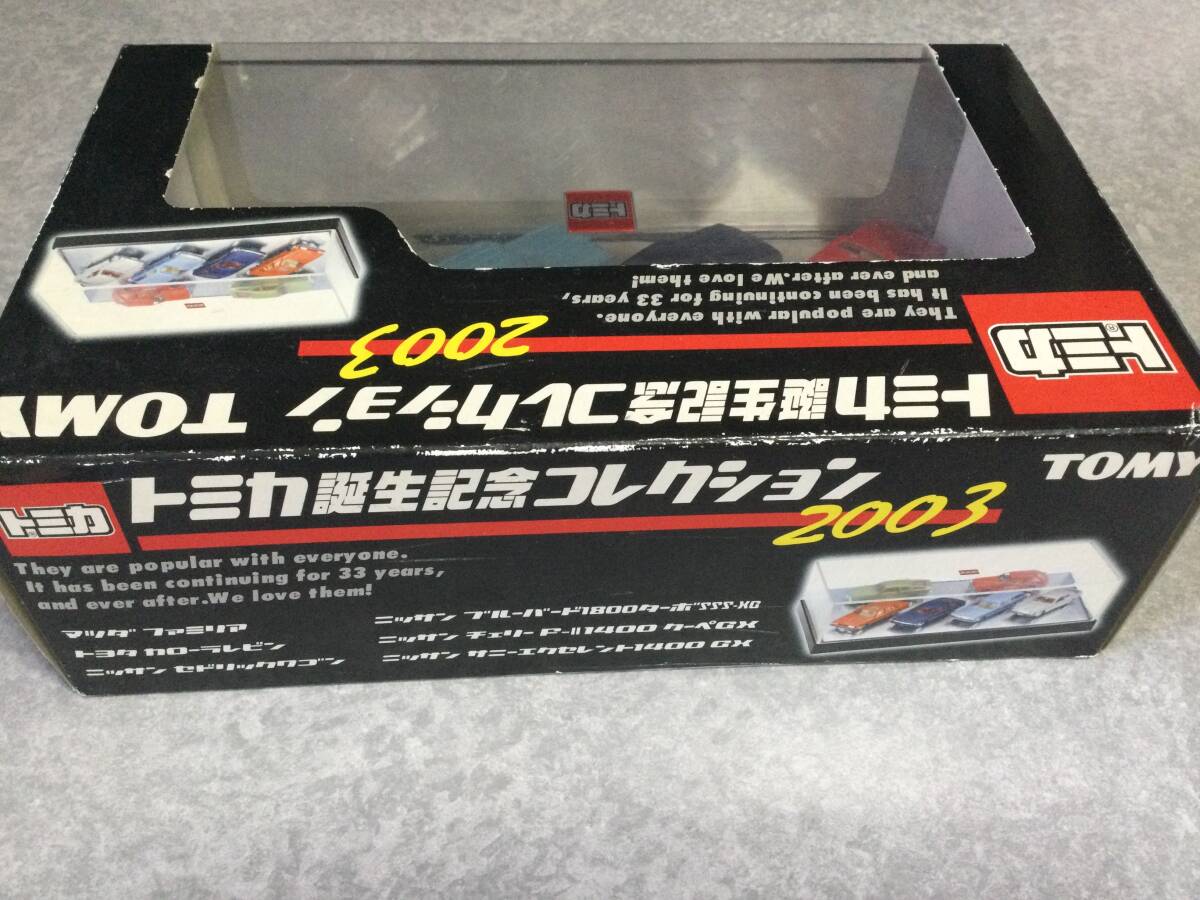 トミカ
They are popular with everyone.
It has been continuing for 33 years,
and ever after.We love them!
2003
トミカ
トミカ誕生記念コレクション
TOMY
トミカ
トミカ誕生記念コレクション
2003
TOMY
They are popular with everyone.
It has been continuing for 33 years,
and ever after.We love them!
マツダ ファミリア
トヨタ カローラレビン
ニッサン セドリックワゴン
ニッサン ブルーバード1800ターボSSS-XG
ニッサン チェリーF-II1400 クーペGX
ニッサン サニーエクセレント1400 GX